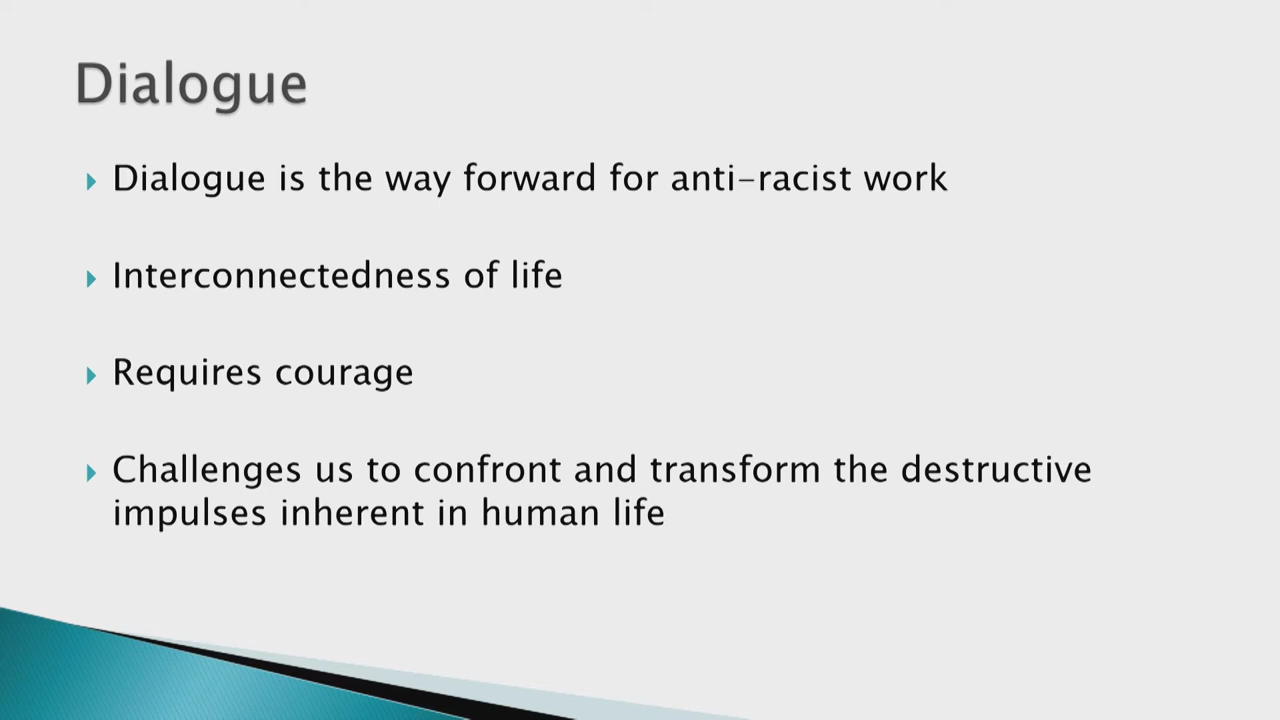 Dialogue
Dialogue is the way forward for anti-racist work
Interconnectedness of life
Requires courage
Challenges us to confront and transform the destructive
impulses inherent in human life